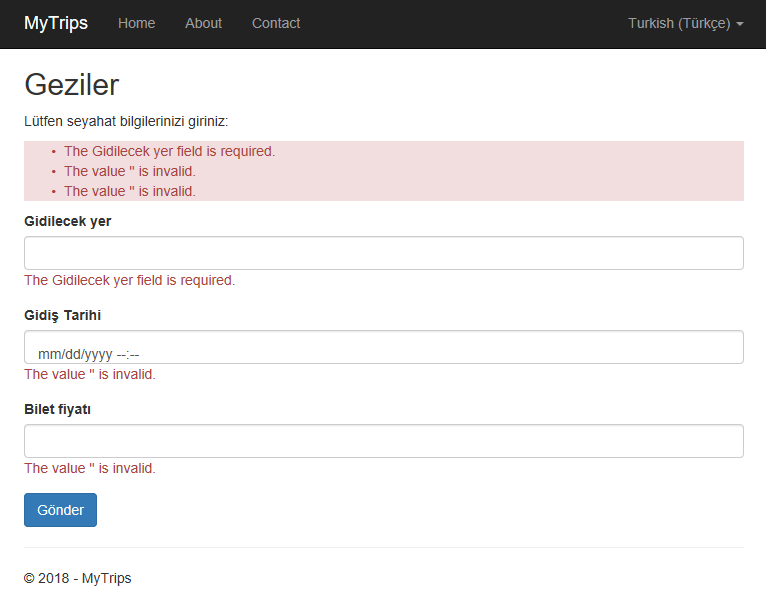 MyTrips Home About Contact Turkish (Türkçe)
Geziler
Lütfen seyahat bilgilerinizi giriniz:
• The Gidilecek yer field is required.
• The value '' is invalid.
• The value '' is invalid.
Gidilecek yer
The Gidilecek yer field is required.
Gidiş Tarihi
mm/dd/yyyy --:--
The value '' is invalid.
Bilet fiyatı
The value '' is invalid.
Gönder
© 2018 - MyTrips